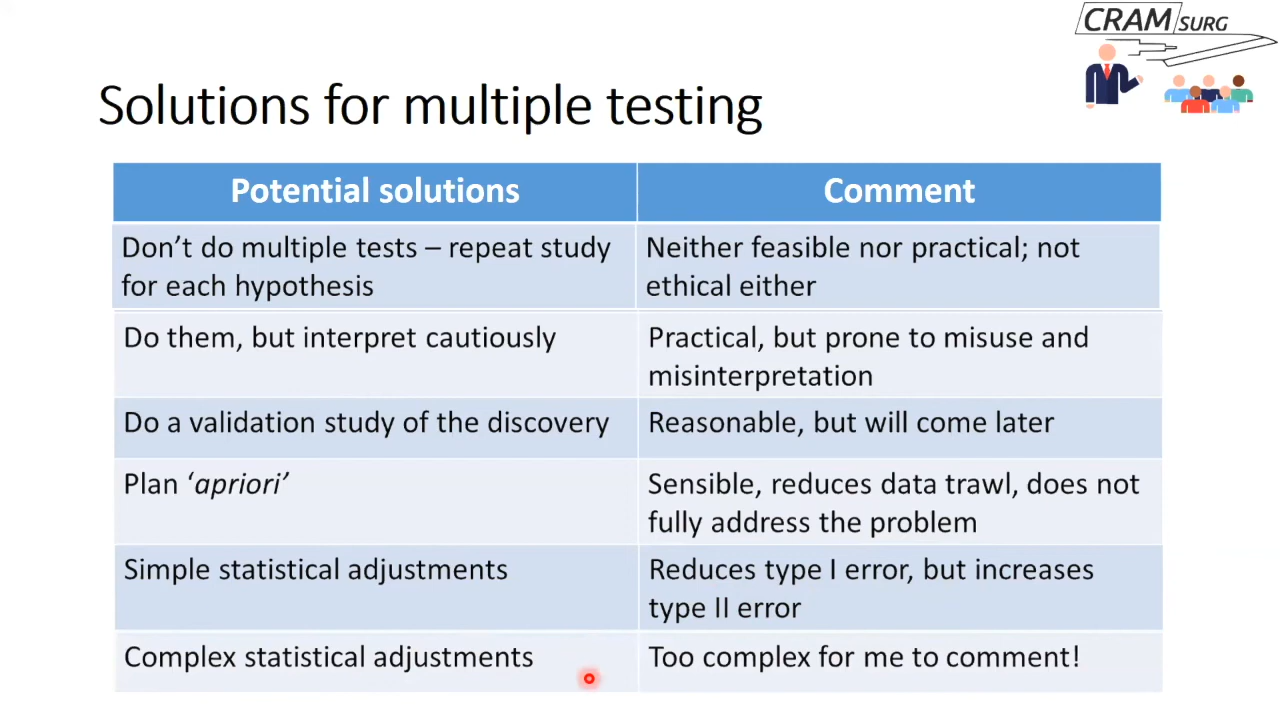 CRAM SURG
Solutions for multiple testing
Potential solutions
Comment
Don’t do multiple tests – repeat study
for each hypothesis
Neither feasible nor practical; not
ethical either
Do them, but interpret cautiously
Practical, but prone to misuse and
misinterpretation
Do a validation study of the discovery
Reasonable, but will come later
Plan ‘apriori’
Sensible, reduces data trawl, does not
fully address the problem
Simple statistical adjustments
Reduces type I error, but increases
type II error
Complex statistical adjustments
Too complex for me to comment!